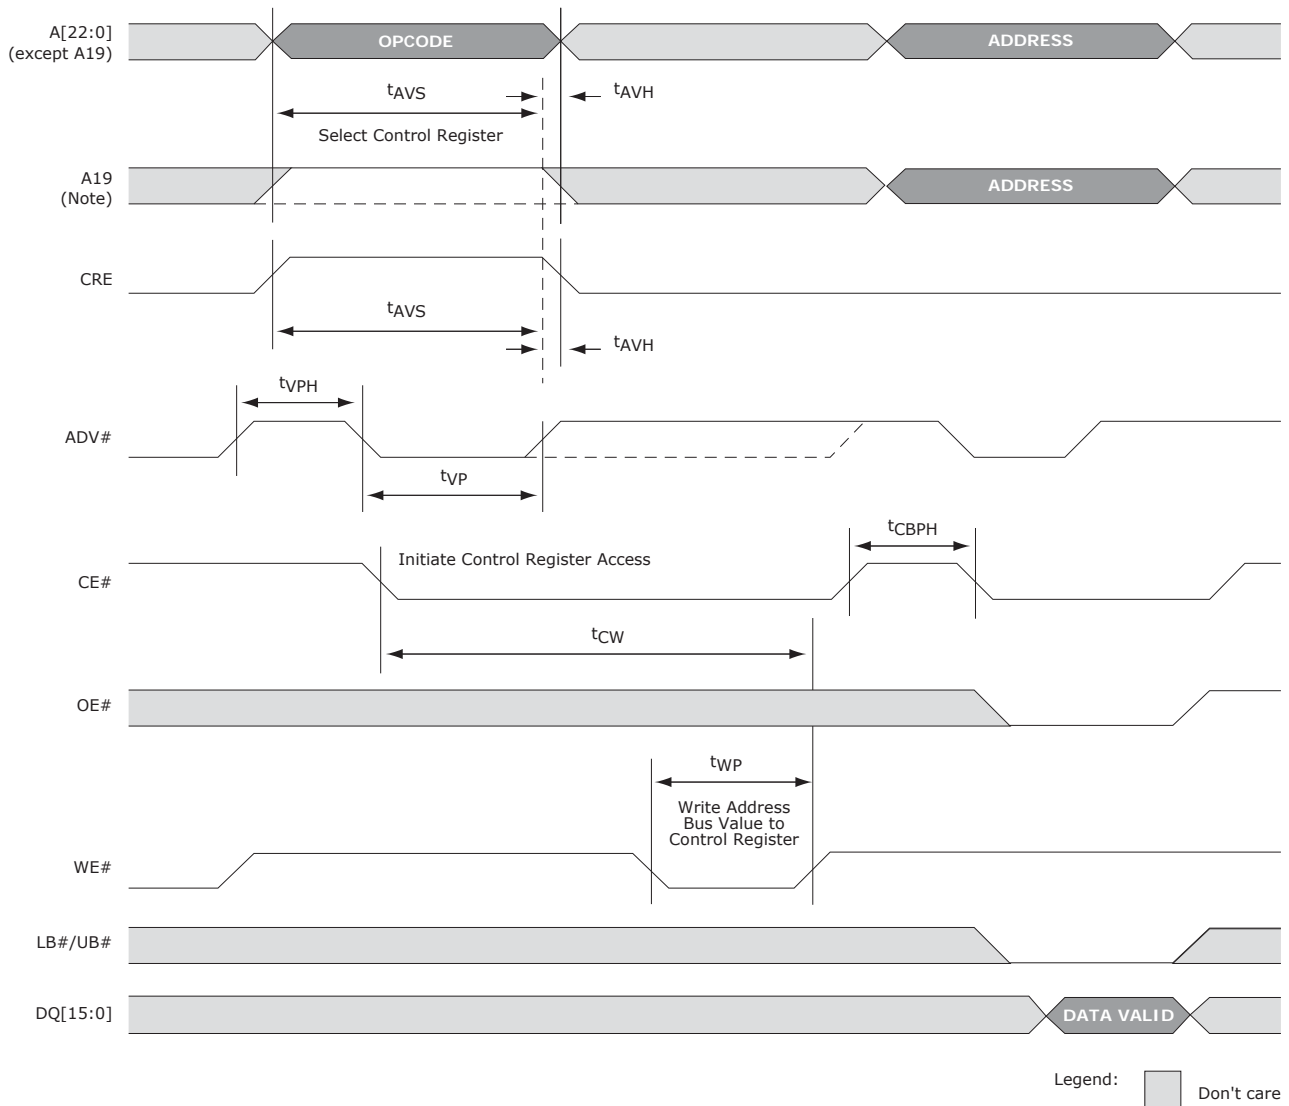 A[22:0]
(except A19)
OPCODE
ADDRESS
tAVS
tAVH
Select Control Register
A19
(Note)
ADDRESS
CRE
tAVS
tAVH
tVPH
ADV#
tVP
tCBPH
Initiate Control Register Access
CE#
tCW
OE#
tWP
Write Address
Bus Value to
Control Register
WE#
LB#/UB#
DQ[15:0]
DATA VALID
Legend:
Don't care